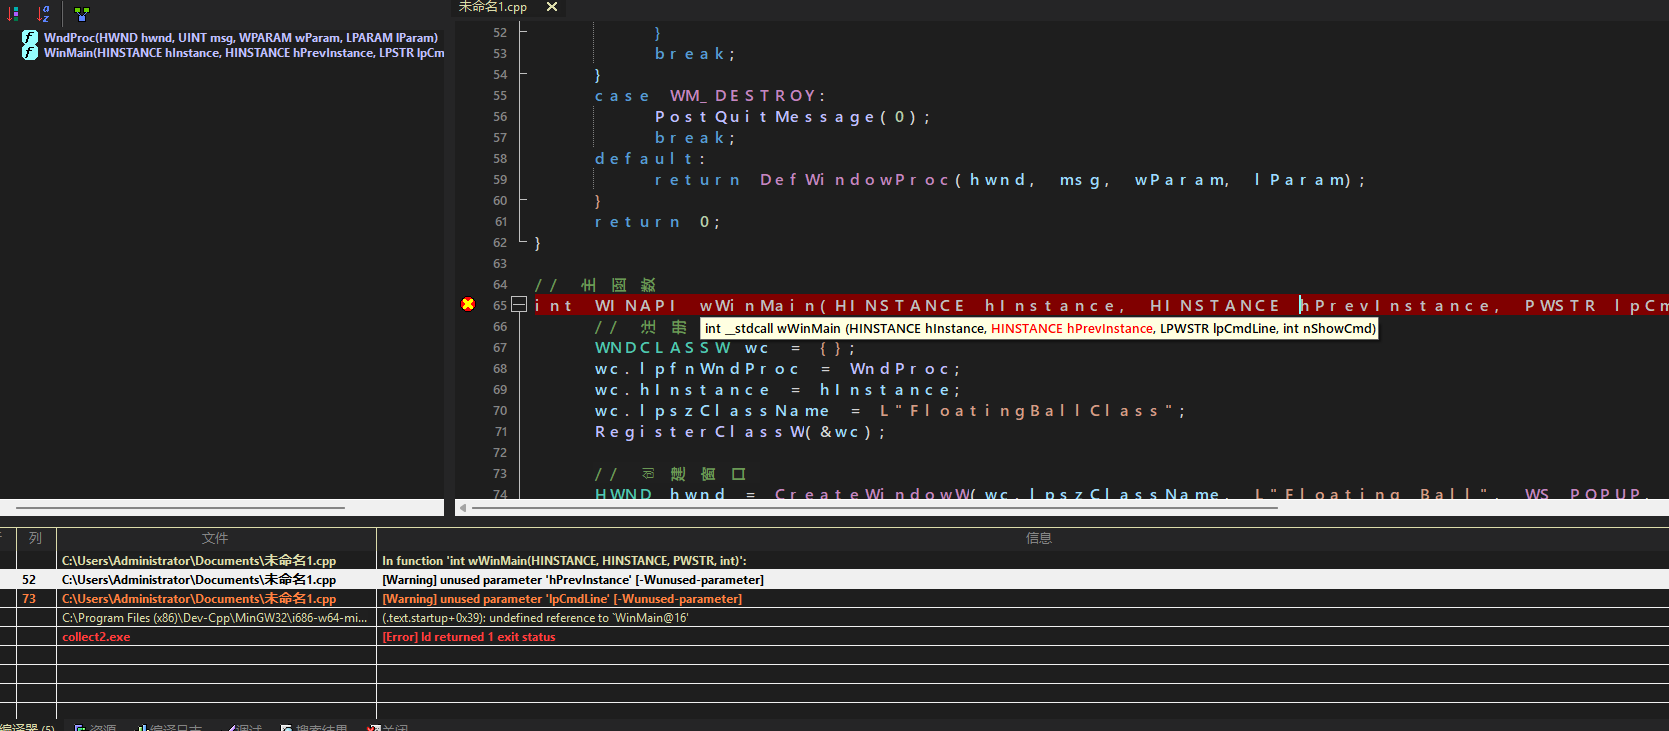 未命名1.cpp
WndProc(HWND hwnd, UINT msg, WPARAM wParam, LPARAM lParam)
WinMain(HINSTANCE hInstance, HINSTANCE hPrevInstance, LPSTR lpCm
52 }
53 break;
54 }
55 case WM_DESTROY:
56 PostQuitMessage(0);
57 break;
58 default:
59 return DefWindowProc(hwnd, msg, wParam, lParam);
60 }
61 return 0;
62 }
63
64 // 主函数
65 int WINAPI wWinMain(HINSTANCE hInstance, HINSTANCE hPrevInstance, PWSTR lpCm
66 // 注册
int __stdcall wWinMain (HINSTANCE hInstance, HINSTANCE hPrevInstance, LPWSTR lpCmdLine, int nShowCmd)
67 WNDCLASSW wc = {};
68 wc.lpfnWndProc = WndProc;
69 wc.hInstance = hInstance;
70 wc.lpszClassName = L"FloatingBallClass";
71 RegisterClassW(&wc);
72
73 // 创建窗口
74 HWND hwnd = CreateWindowW(wc.lpszClassName, L"Floating Ball", WS_POPUP,
列 文件 信息
C:\Users\Administrator\Documents\未命名1.cpp In function 'int wWinMain(HINSTANCE, HINSTANCE, PWSTR, int)':
52 C:\Users\Administrator\Documents\未命名1.cpp [Warning] unused parameter 'hPrevInstance' [-Wunused-parameter]
73 C:\Users\Administrator\Documents\未命名1.cpp [Warning] unused parameter 'lpCmdLine' [-Wunused-parameter]
C:\Program Files (x86)\Dev-Cpp\MinGW32\i686-w64-mi... (.text.startup+0x39): undefined reference to `WinMain@16'
collect2.exe [Error] ld returned 1 exit status
编译器 (5) 资源 编译日志 调试 搜索结果 关闭